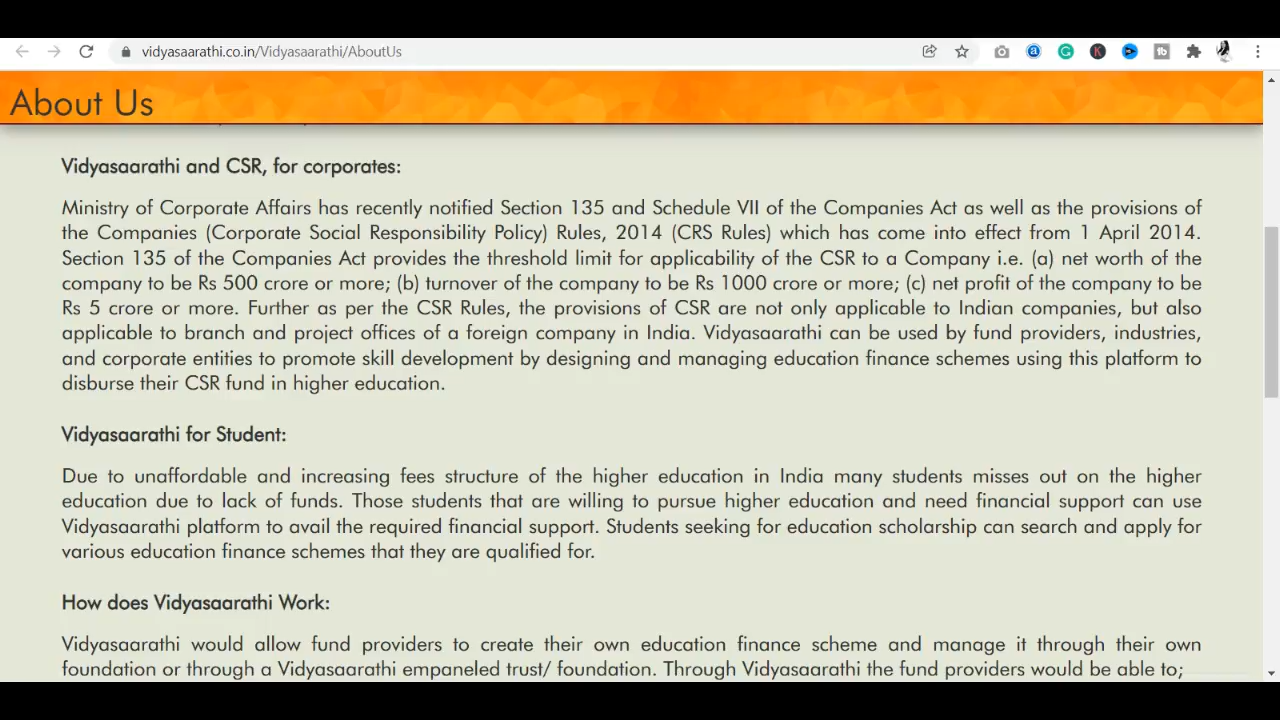 vidyasaarathi.co.in/Vidyasaarathi/AboutUs
About Us
Vidyasaarathi and CSR, for corporates:
Ministry of Corporate Affairs has recently notified Section 135 and Schedule VII of the Companies Act as well as the provisions of
the Companies (Corporate Social Responsibility Policy) Rules, 2014 (CRS Rules) which has come into effect from 1 April 2014.
Section 135 of the Companies Act provides the threshold limit for applicability of the CSR to a Company i.e. (a) net worth of the
company to be Rs 500 crore or more; (b) turnover of the company to be Rs 1000 crore or more; (c) net profit of the company to be
Rs 5 crore or more. Further as per the CSR Rules, the provisions of CSR are not only applicable to Indian companies, but also
applicable to branch and project offices of a foreign company in India. Vidyasaarathi can be used by fund providers, industries,
and corporate entities to promote skill development by designing and managing education finance schemes using this platform to
disburse their CSR fund in higher education.
Vidyasaarathi for Student:
Due to unaffordable and increasing fees structure of the higher education in India many students misses out on the higher
education due to lack of funds. Those students that are willing to pursue higher education and need financial support can use
Vidyasaarathi platform to avail the required financial support. Students seeking for education scholarship can search and apply for
various education finance schemes that they are qualified for.
How does Vidyasaarathi Work:
Vidyasaarathi would allow fund providers to create their own education finance scheme and manage it through their own
foundation or through a Vidyasaarathi empaneled trust/ foundation. Through Vidyasaarathi the fund providers would be able to;